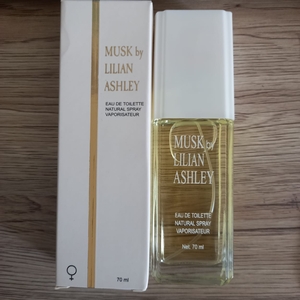 MUSK by
LILIAN
ASHLEY
EAU DE TOILETTE
NATURAL SPRAY
VAPORISATEUR
70 ml
MUSK by
LILIAN
ASHLEY
EAU DE TOILETTE
NATURAL SPRAY
VAPORISATEUR
Net. 70 ml